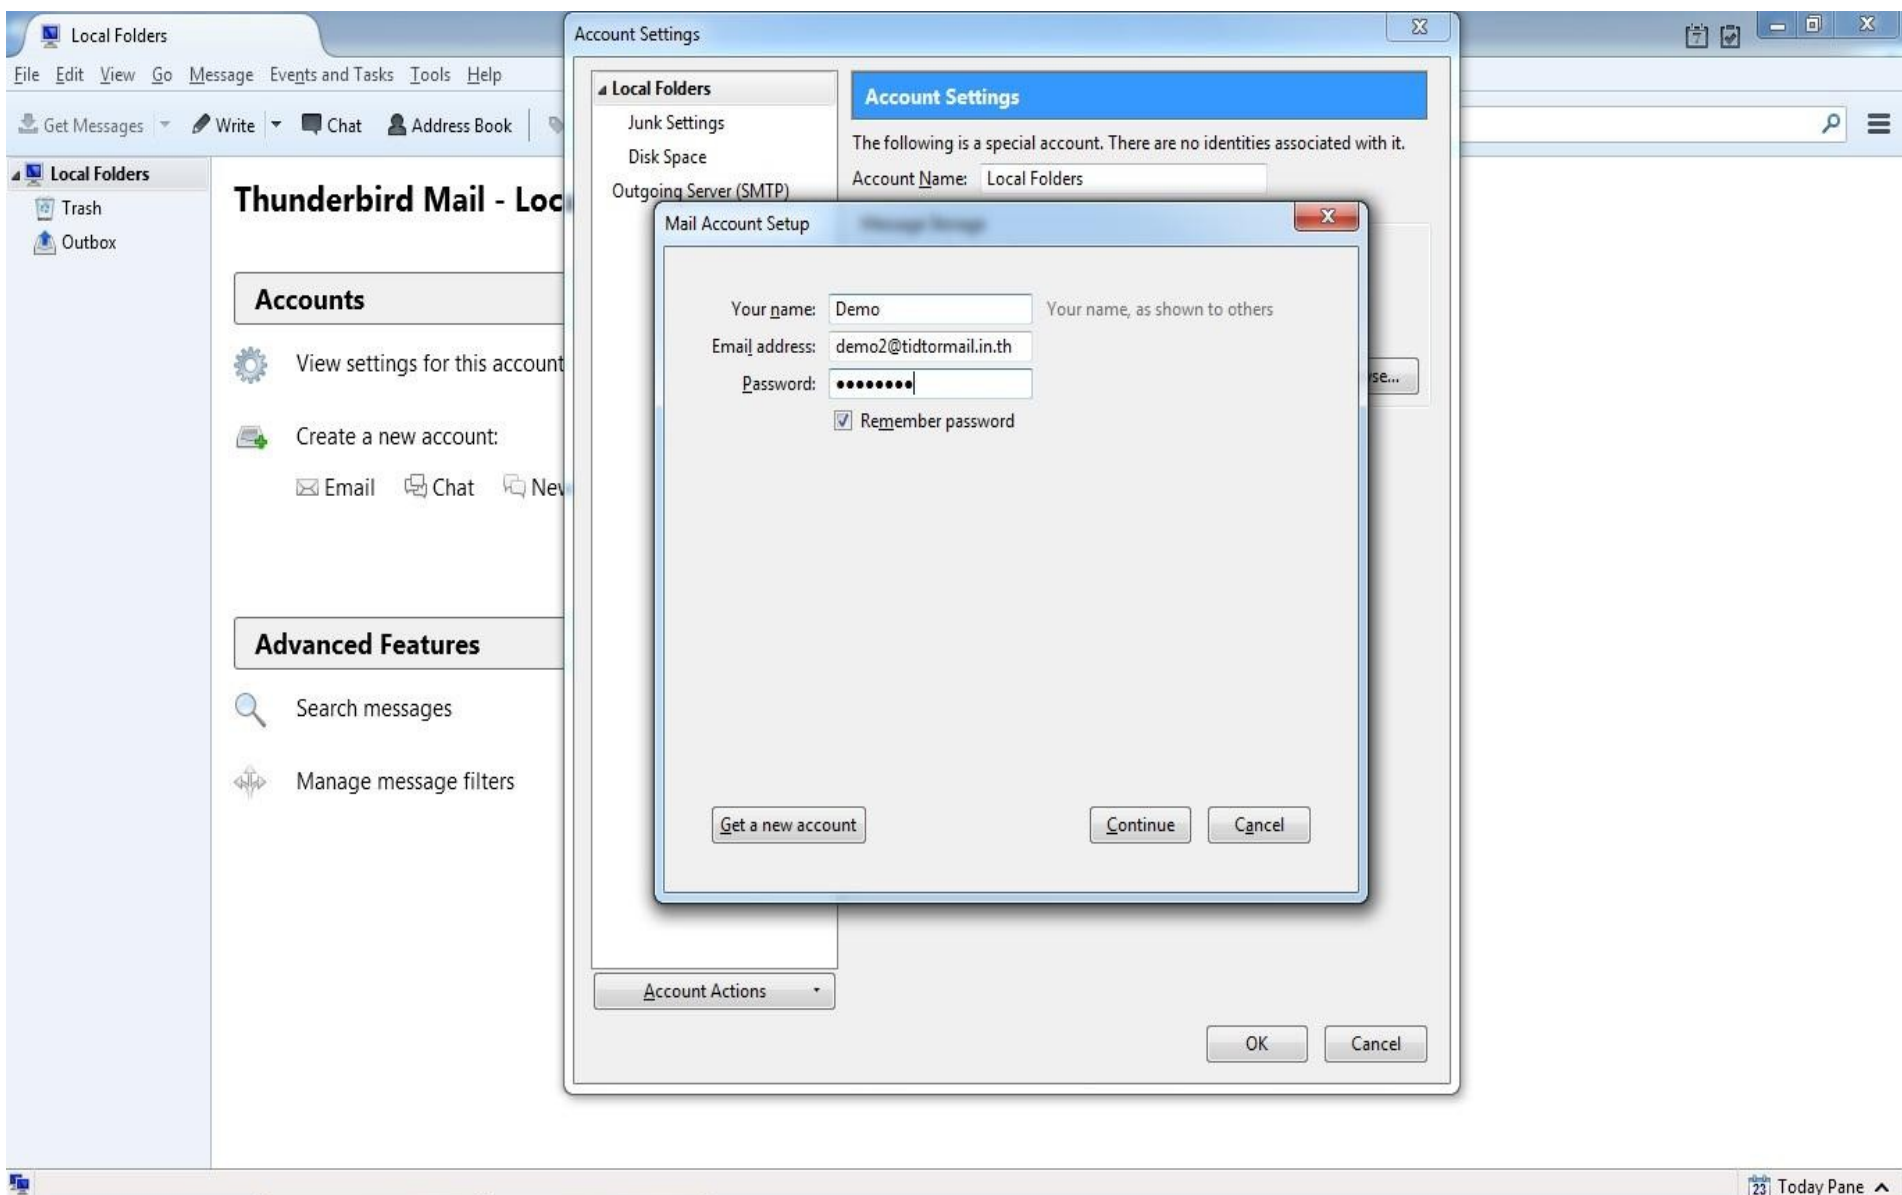 Local Folders
File Edit View Go Message Events and Tasks Tools Help
Get Messages Write Chat Address Book
Local Folders
Trash
Outbox
Thunderbird Mail - Loc
Accounts
View settings for this account
Create a new account:
Email Chat New
Advanced Features
Search messages
Manage message filters
Account Settings
Local Folders
Junk Settings
Disk Space
Outgoing Server (SMTP)
Account Settings
The following is a special account. There are no identities associated with it.
Account Name: Local Folders
Message Storage
Mail Account Setup
Your name: Demo Your name, as shown to others
Email address: demo2@tidtormail.in.th
Password: ●●●●●●●●
Remember password
Get a new account Continue Cancel
Account Actions
OK Cancel
7
23 Today Pane